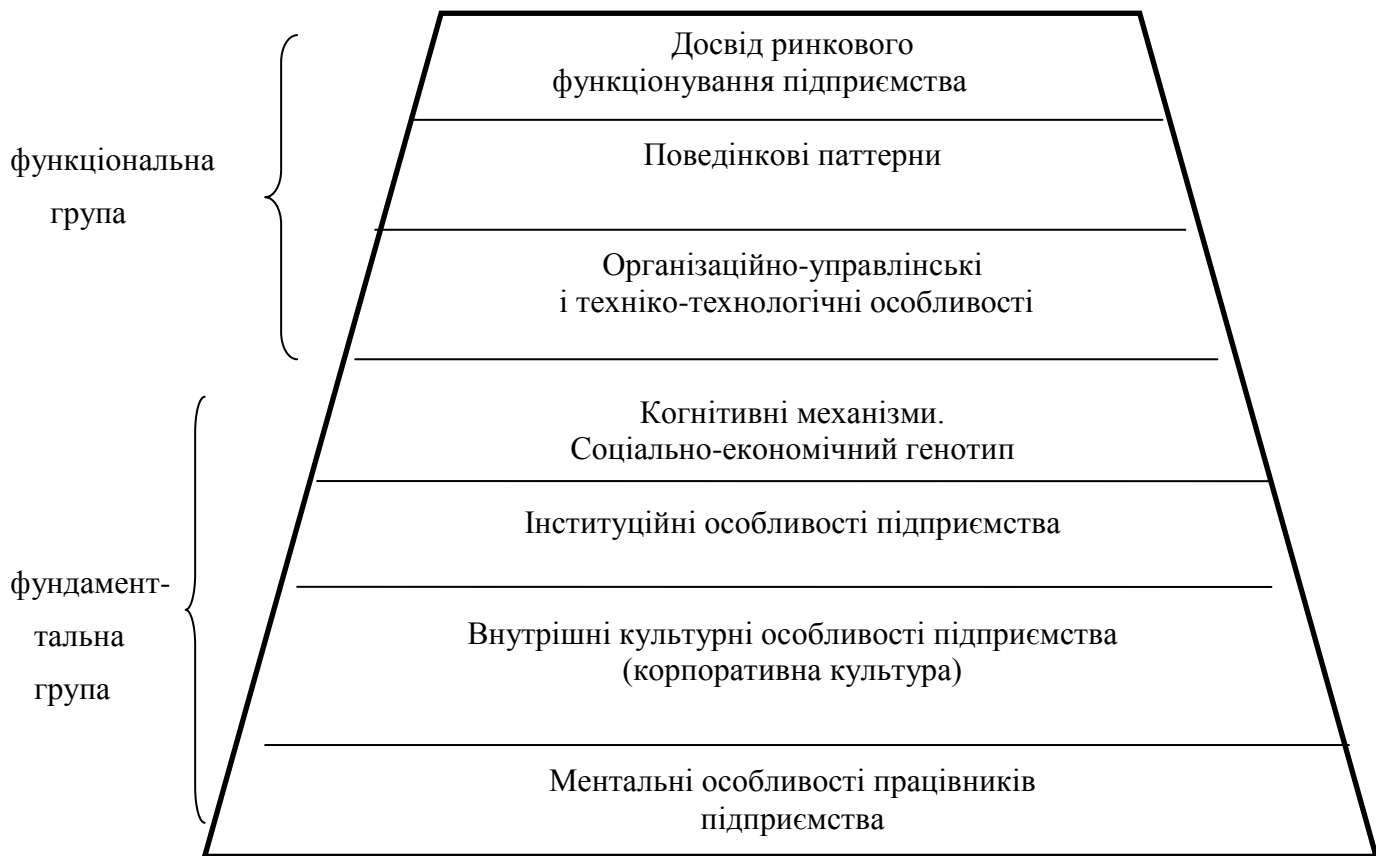 Досвід ринкового
функціонування підприємства
функціональна
група
Поведінкові паттерни
Організаційно-управлінські
і техніко-технологічні особливості
Когнітивні механізми.
Соціально-економічний генотип
Інституційні особливості підприємства
фундамент-
тальна
група
Внутрішні культурні особливості підприємства
(корпоративна культура)
Ментальні особливості працівників
підприємства